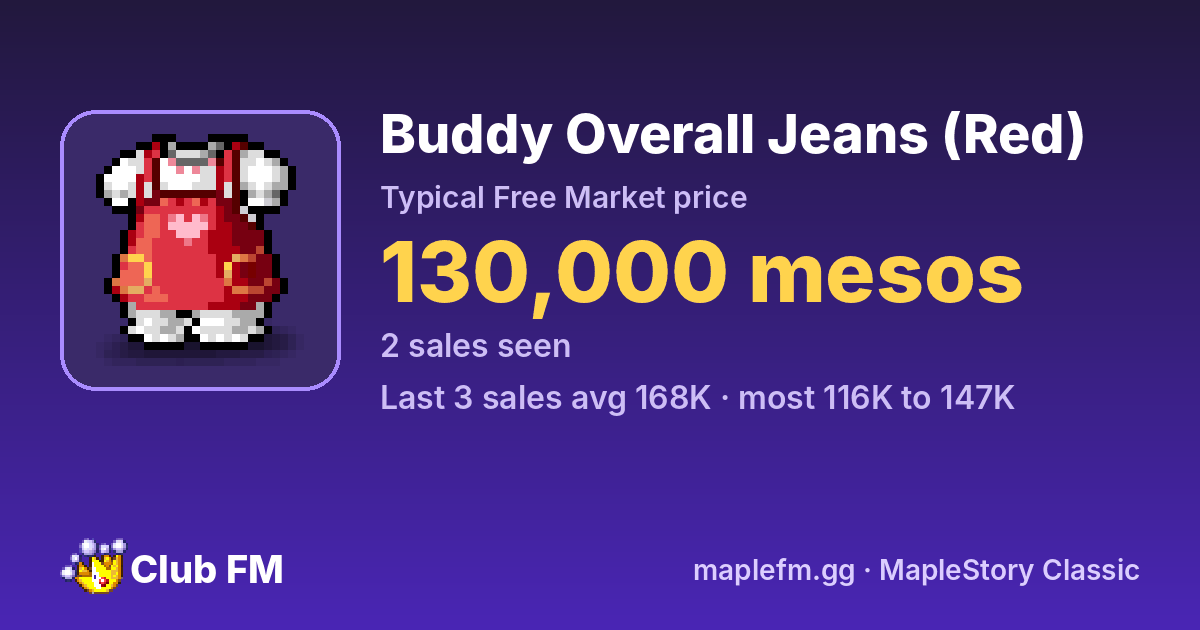 Buddy Overall Jeans (Red)
Typical Free Market price
130,000 mesos
2 sales seen
Last 3 sales avg 168K · most 116K to 147K
Club FM
maplefm.gg · MapleStory Classic